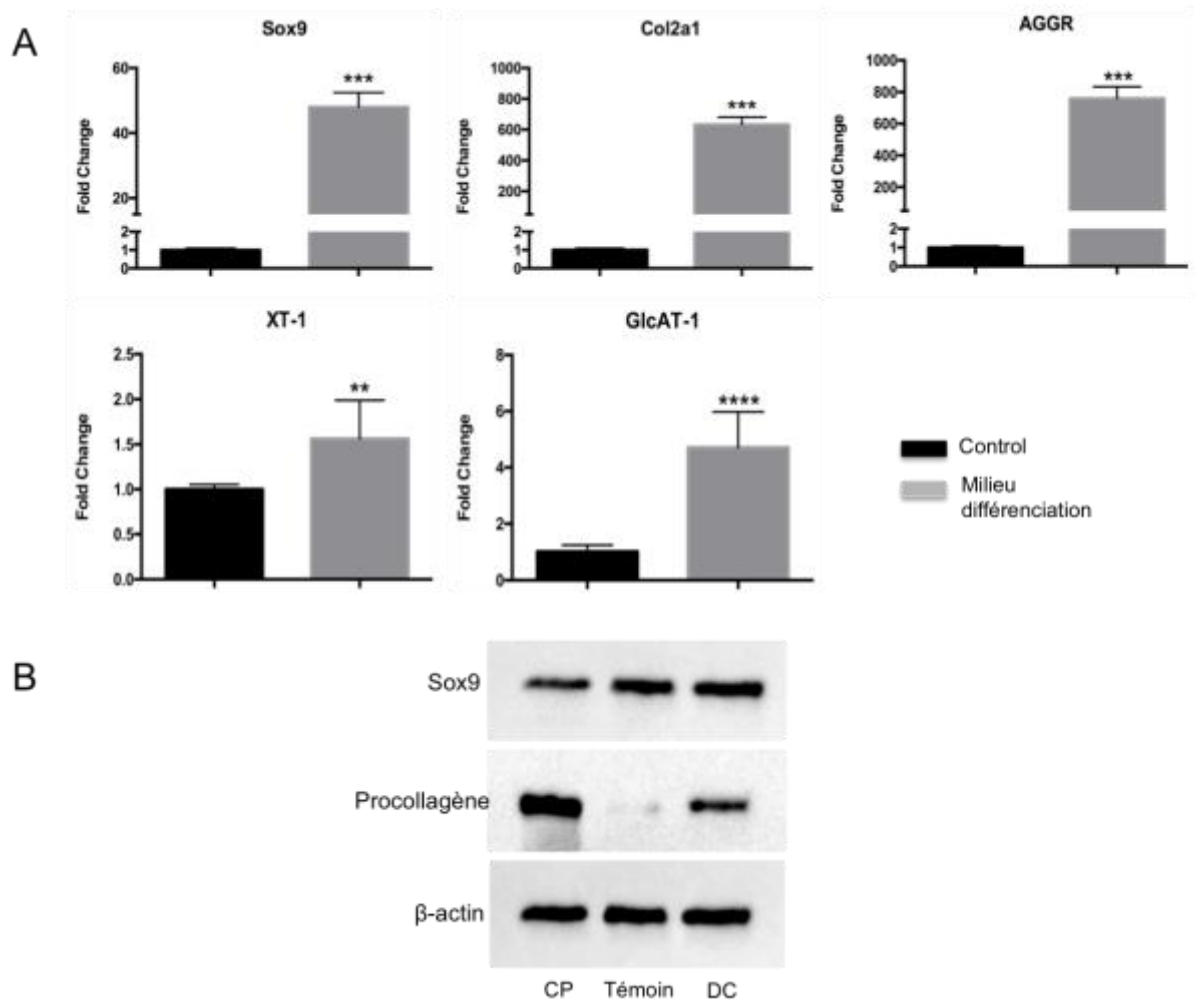 A
Sox9
Fold Change
60
40
20
2
1
0
***
Col2a1
Fold Change
1000
800
600
400
200
2
1
0
***
AGGR
Fold Change
1000
800
600
400
200
2
1
0
***
XT-1
Fold Change
2.5
2.0
1.5
1.0
0.5
0.0
**
GlcAT-1
Fold Change
8
6
4
2
0
****
Control
Milieu
différenciation
B
Sox9
Procollagène
β-actin
CP Témoin DC